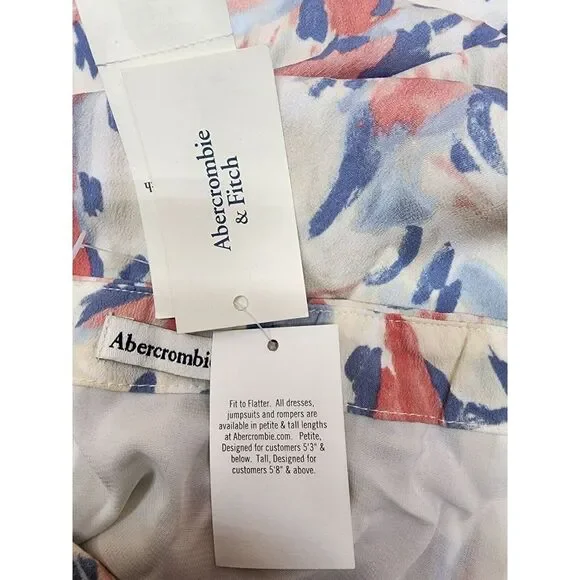 Abercrombie
& Fitch
Abercrombie
Fit to Flatter. All dresses,
jumpsuits and rompers are
available in petite & tall lengths
at Abercrombie.com. Petite,
Designed for customers 5'3" &
below. Tall, Designed for
customers 5'8" & above.